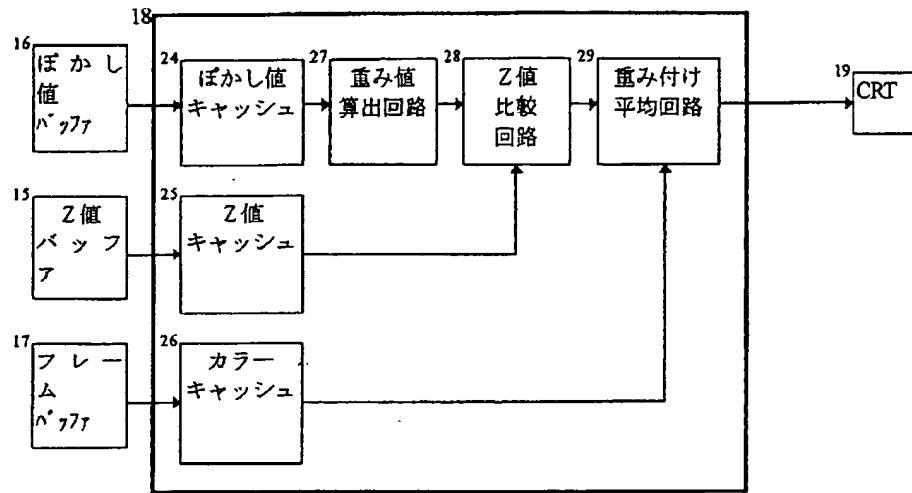 18
16
ぼかし
値
バッファ
24
ぼかし値
キャッシュ
27
重み値
算出回路
28
Z値
比較
回路
29
重み付け
平均回路
19
CRT
15
Z値
バッフ
ァ
25
Z値
キャッシュ
17
フレー
ム
バッファ
26
カラー
キャッシュ